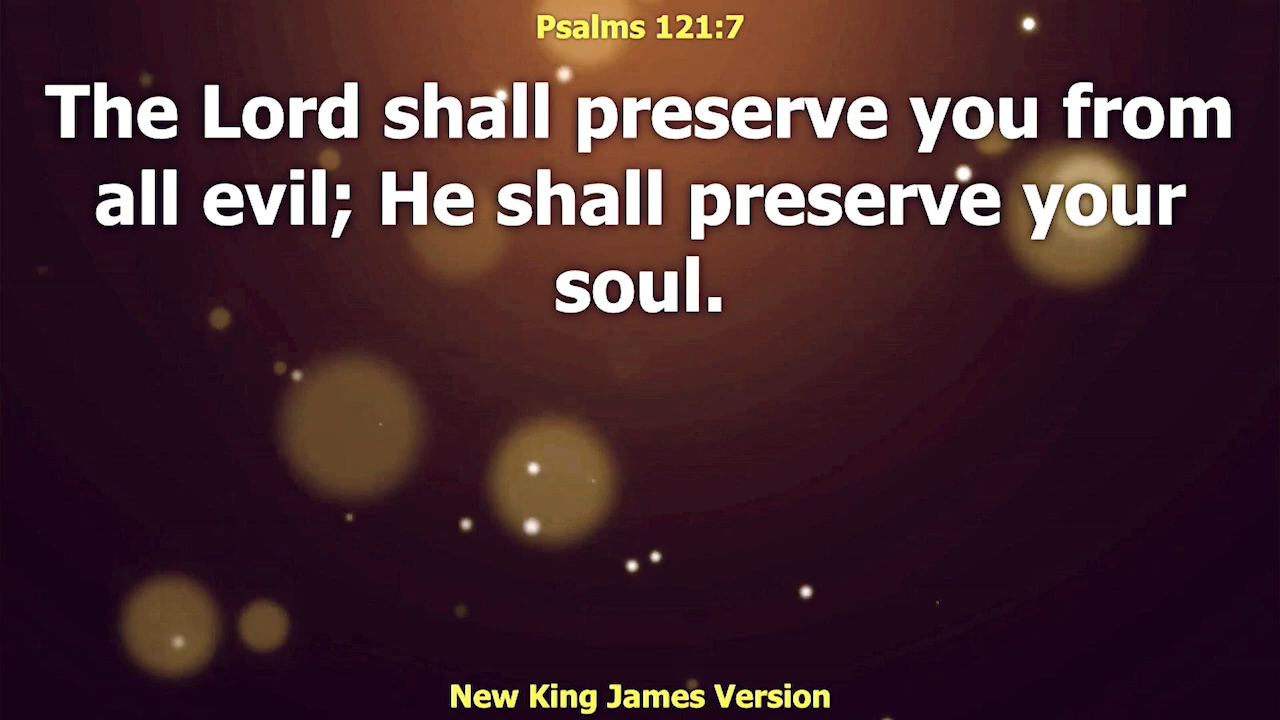 Psalms 121:7
The Lord shall preserve you from
all evil; He shall preserve your
soul.
New King James Version